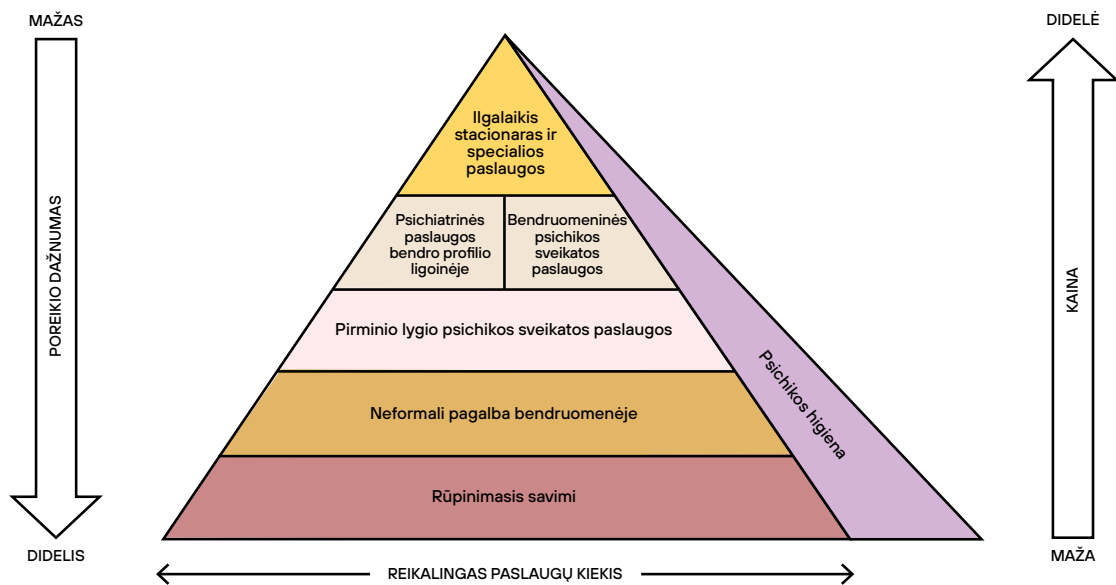 MAŽAS
DIDELĖ
Ilgalaikis
stacionaras ir
specialios
paslaugos
POREIKIO DAŽNUMAS
KAINA
Psichiatrinės
paslaugos
bendro profilio
ligoinėje
Bendruomeninės
psichikos
sveikatos
paslaugos
Pirminio lygio psichikos sveikatos paslaugos
Psichikos higiena
Neformali pagalba bendruomenėje
Rūpinimasis savimi
DIDELIS
MAŽA
REIKALINGAS PASLAUGŲ KIEKIS